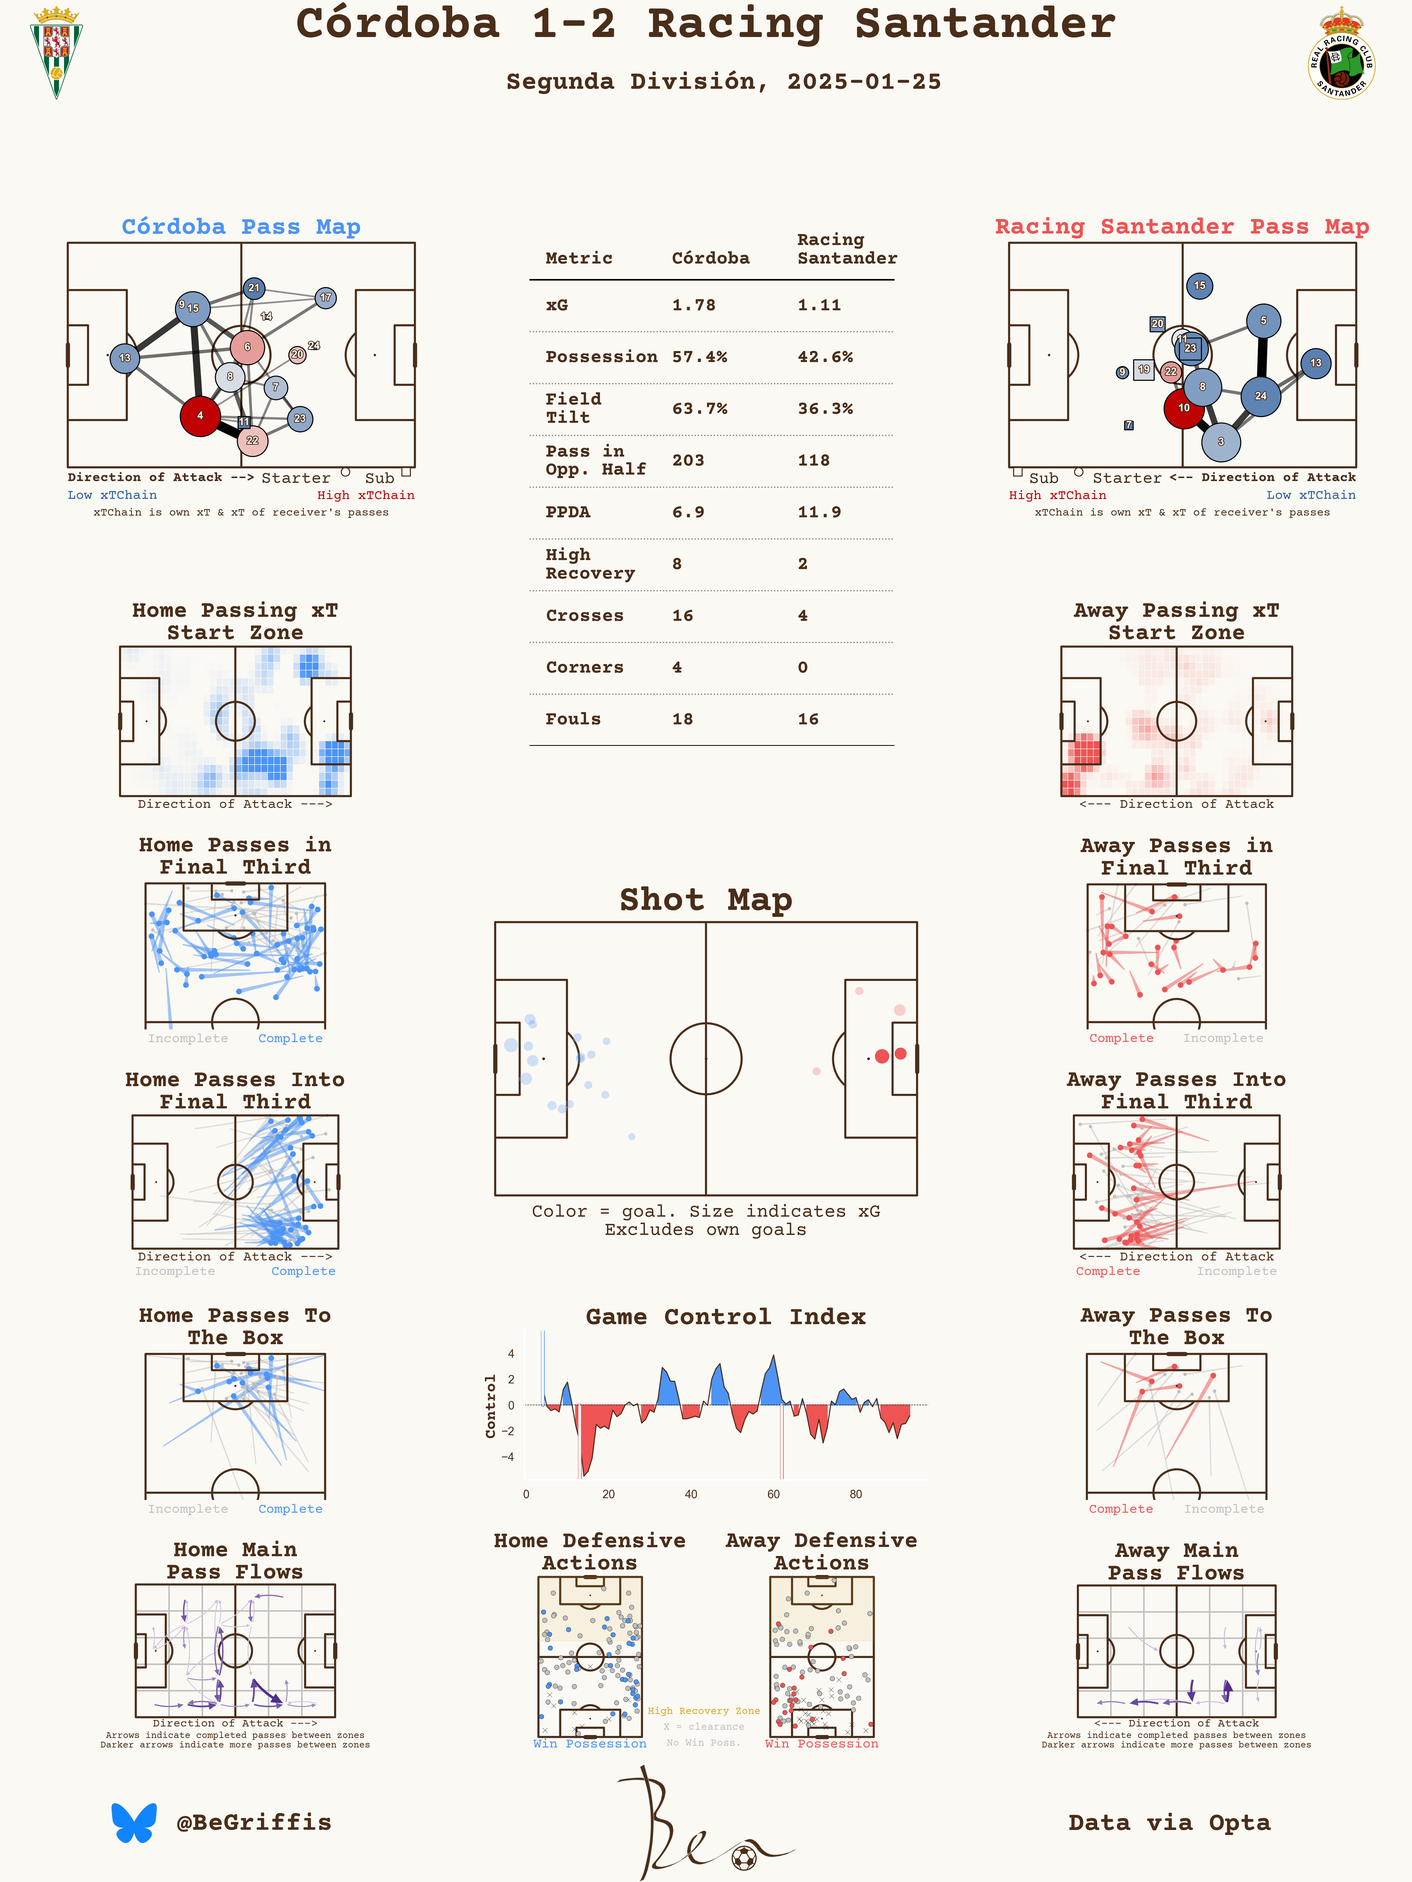 Córdoba 1-2 Racing Santander
Segunda División, 2025-01-25
REAL RACING CLUB
SANTANDER
Córdoba Pass Map
9 15 21 17 14 13 6 20 24 8 7 4 11 23 22
Direction of Attack --> Starter Sub
Low xTChain High xTChain
xTChain is own xT & xT of receiver's passes
Metric Córdoba Racing Santander
xG 1.78 1.11
Possession 57.4% 42.6%
Field Tilt 63.7% 36.3%
Pass in Opp. Half 203 118
PPDA 6.9 11.9
High Recovery 8 2
Crosses 16 4
Corners 4 0
Fouls 18 16
Racing Santander Pass Map
15 20 5 11 23 13 9 19 22 8 24 10 7 3
Sub Starter <-- Direction of Attack
High xTChain Low xTChain
xTChain is own xT & xT of receiver's passes
Home Passing xT
Start Zone
Direction of Attack --->
Away Passing xT
Start Zone
<--- Direction of Attack
Home Passes in
Final Third
Incomplete Complete
Away Passes in
Final Third
Complete Incomplete
Shot Map
Color = goal. Size indicates xG
Excludes own goals
Home Passes Into
Final Third
Direction of Attack --->
Incomplete Complete
Away Passes Into
Final Third
<--- Direction of Attack
Complete Incomplete
Home Passes To
The Box
Incomplete Complete
Game Control Index
Control
4
2
0
−2
−4
0 20 40 60 80
Away Passes To
The Box
Complete Incomplete
Home Main
Pass Flows
Direction of Attack --->
Arrows indicate completed passes between zones
Darker arrows indicate more passes between zones
Home Defensive
Actions
Win Possession
High Recovery Zone
X = clearance
No Win Poss.
Away Defensive
Actions
Win Possession
Away Main
Pass Flows
<--- Direction of Attack
Arrows indicate completed passes between zones
Darker arrows indicate more passes between zones
@BeGriffis
Ben
Data via Opta